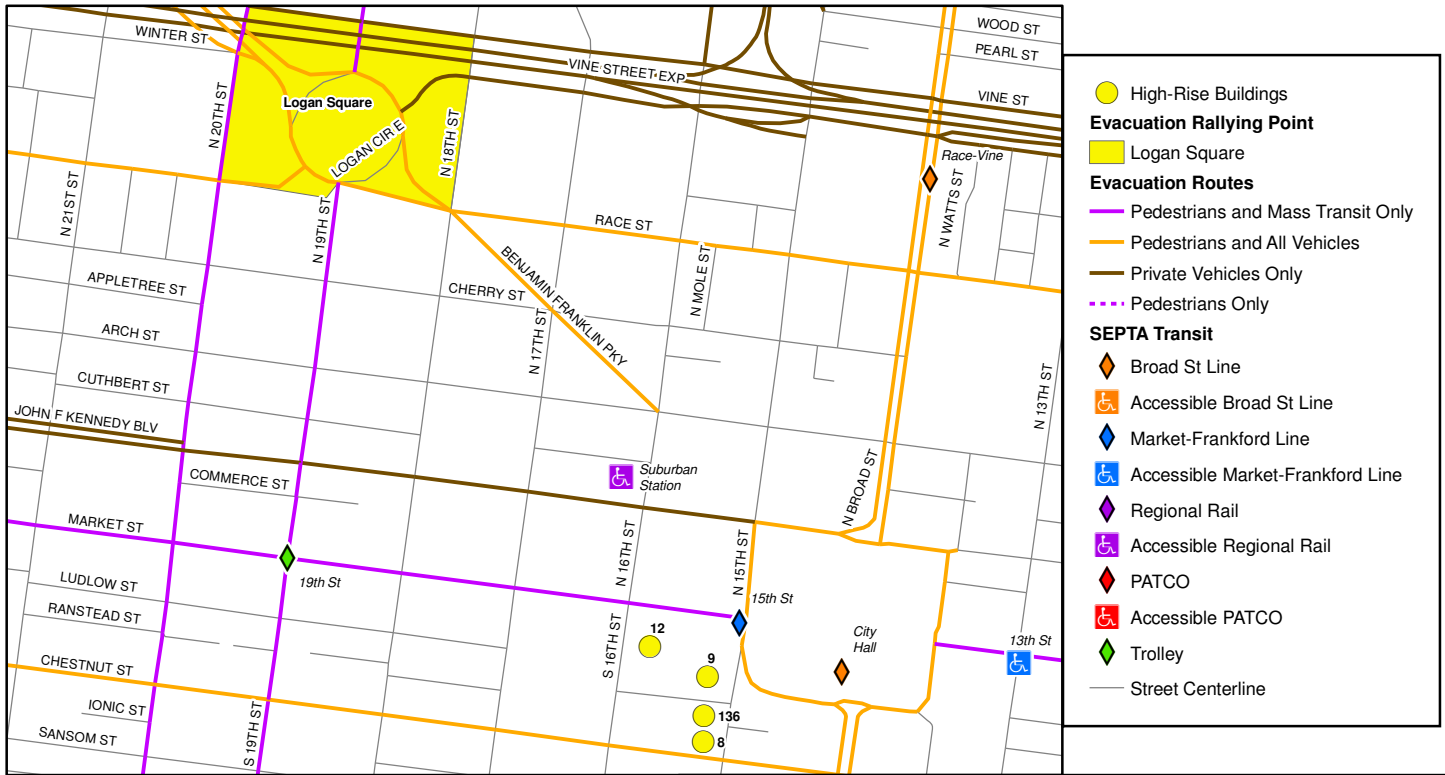 WINTER ST
Logan Square
N 20TH ST
LOGAN CIR E
N 18TH ST
VINE STREET EXP
WOOD ST
PEARL ST
VINE ST
Race-Vine
N WATTS ST
N 21ST ST
N 19TH ST
RACE ST
BENJAMIN FRANKLIN PKY
N MOLE ST
APPLETREE ST
CHERRY ST
ARCH ST
N 17TH ST
CUTHBERT ST
N 13TH ST
JOHN F KENNEDY BLV
COMMERCE ST
Suburban
Station
N BROAD ST
MARKET ST
N 16TH ST
N 15TH ST
19th St
15th St
LUDLOW ST
RANSTEAD ST
S 16TH ST
12
City
Hall
13th St
9
CHESTNUT ST
IONIC ST
136
8
SANSOM ST
S 19TH ST
High-Rise Buildings
Evacuation Rallying Point
Logan Square
Evacuation Routes
Pedestrians and Mass Transit Only
Pedestrians and All Vehicles
Private Vehicles Only
Pedestrians Only
SEPTA Transit
Broad St Line
Accessible Broad St Line
Market-Frankford Line
Accessible Market-Frankford Line
Regional Rail
Accessible Regional Rail
PATCO
Accessible PATCO
Trolley
Street Centerline